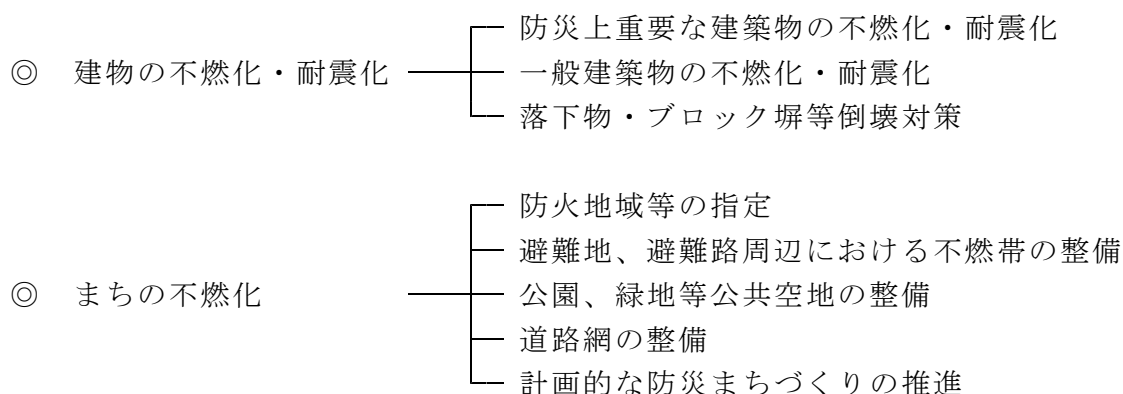 防災上重要な建築物の不燃化・耐震化
◎ 建物の不燃化・耐震化 一般建築物の不燃化・耐震化
落下物・ブロック塀等倒壊対策
防火地域等の指定
避難地、避難路周辺における不燃帯の整備
◎ まちの不燃化 公園、緑地等公共空地の整備
道路網の整備
計画的な防災まちづくりの推進